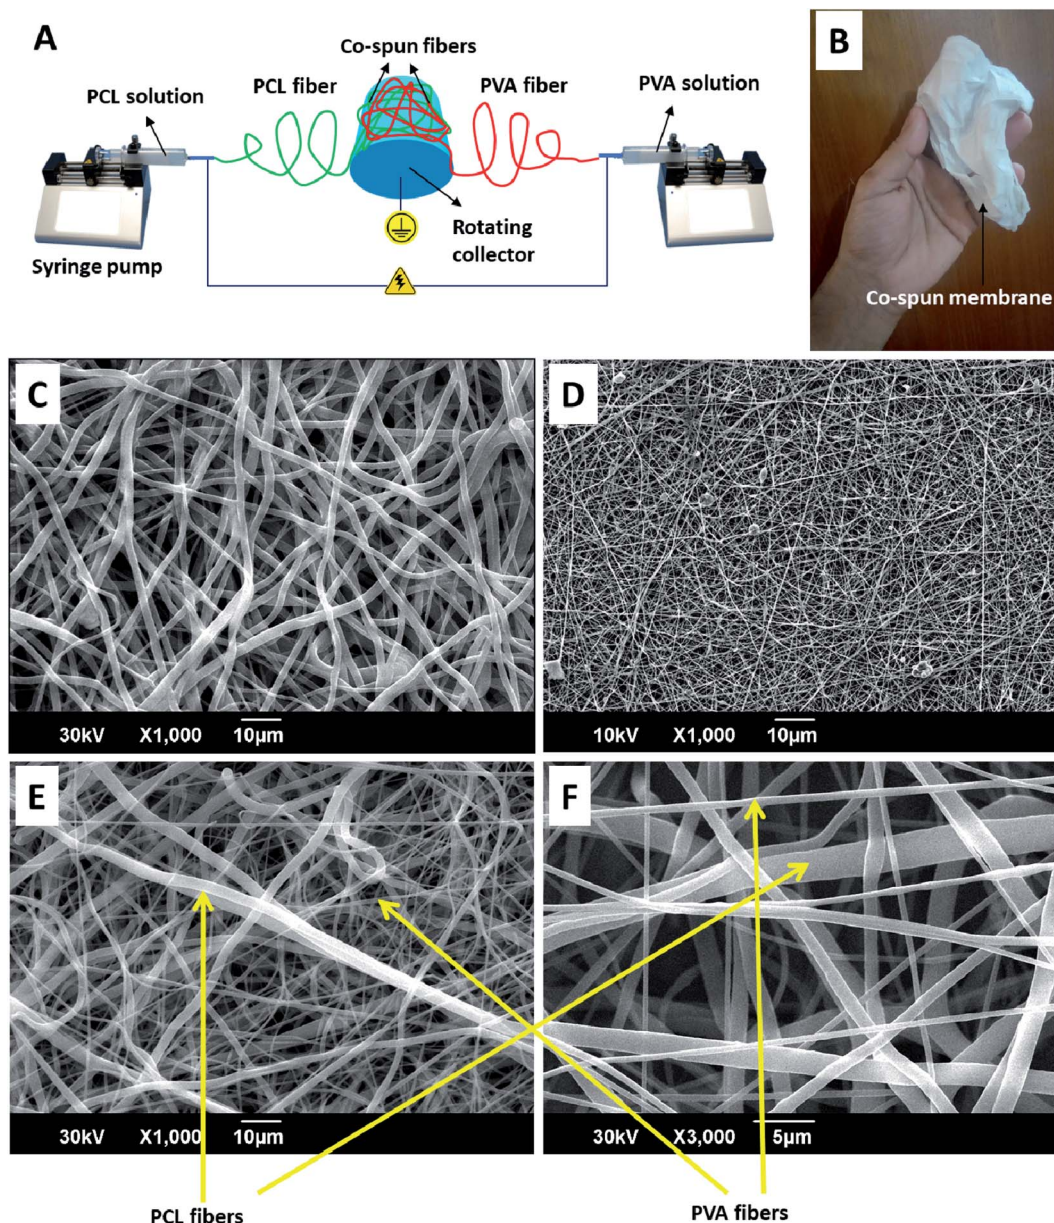 A
Co-spun fibers
PCL fiber
PVA fiber
PCL solution
PVA solution
Syringe pump
Rotating
collector
B
Co-spun membrane
C
30kV X1,000 10µm
D
10kV X1,000 10µm
E
30kV X1,000 10µm
F
30kV X3,000 5µm
PCL fibers
PVA fibers